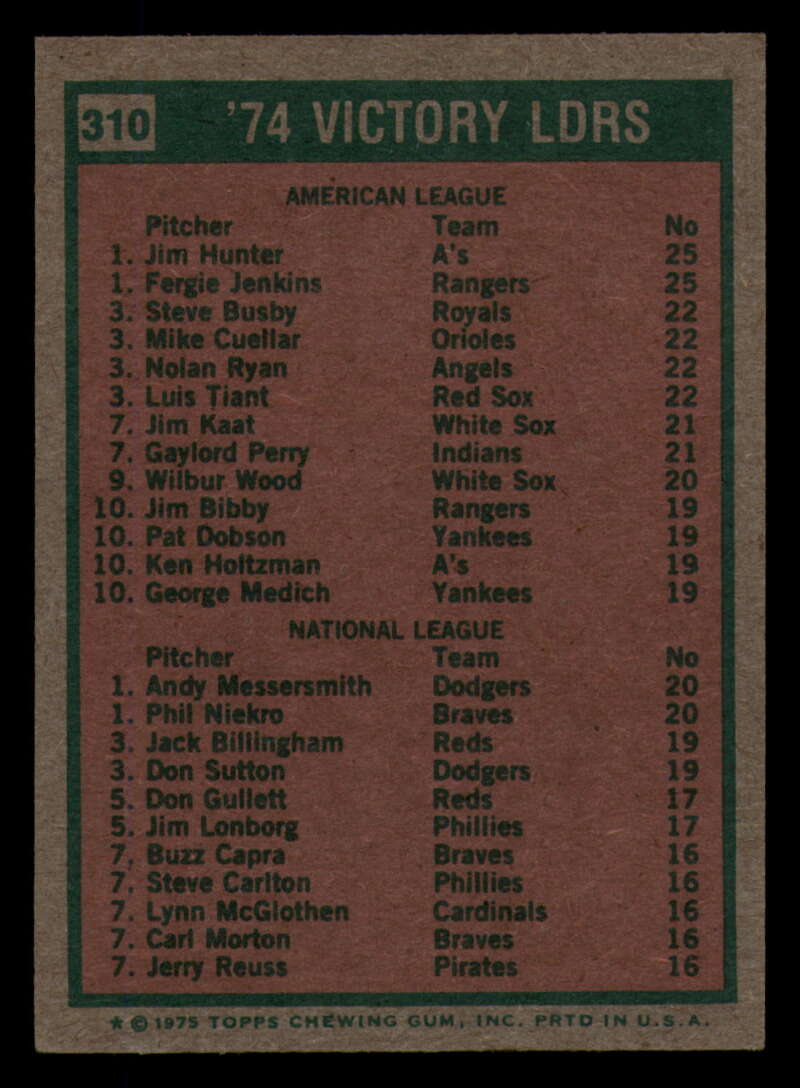 310 '74 VICTORY LDRS
AMERICAN LEAGUE
Pitcher Team No
1. Jim Hunter A's 25
1. Fergie Jenkins Rangers 25
3. Steve Busby Royals 22
3. Mike Cuellar Orioles 22
3. Nolan Ryan Angels 22
3. Luis Tiant Red Sox 22
7. Jim Kaat White Sox 21
7. Gaylord Perry Indians 21
9. Wilbur Wood White Sox 20
10. Jim Bibby Rangers 19
10. Pat Dobson Yankees 19
10. Ken Holtzman A's 19
10. George Medich Yankees 19
NATIONAL LEAGUE
Pitcher Team No
1. Andy Messersmith Dodgers 20
1. Phil Niekro Braves 20
3. Jack Billingham Reds 19
3. Don Sutton Dodgers 19
5. Don Gullett Reds 17
5. Jim Lonborg Phillies 17
7. Buzz Capra Braves 16
7. Steve Carlton Phillies 16
7. Lynn McGlothen Cardinals 16
7. Carl Morton Braves 16
7. Jerry Reuss Pirates 16
★ © 1975 TOPPS CHEWING GUM, INC. PRTD IN U.S.A.